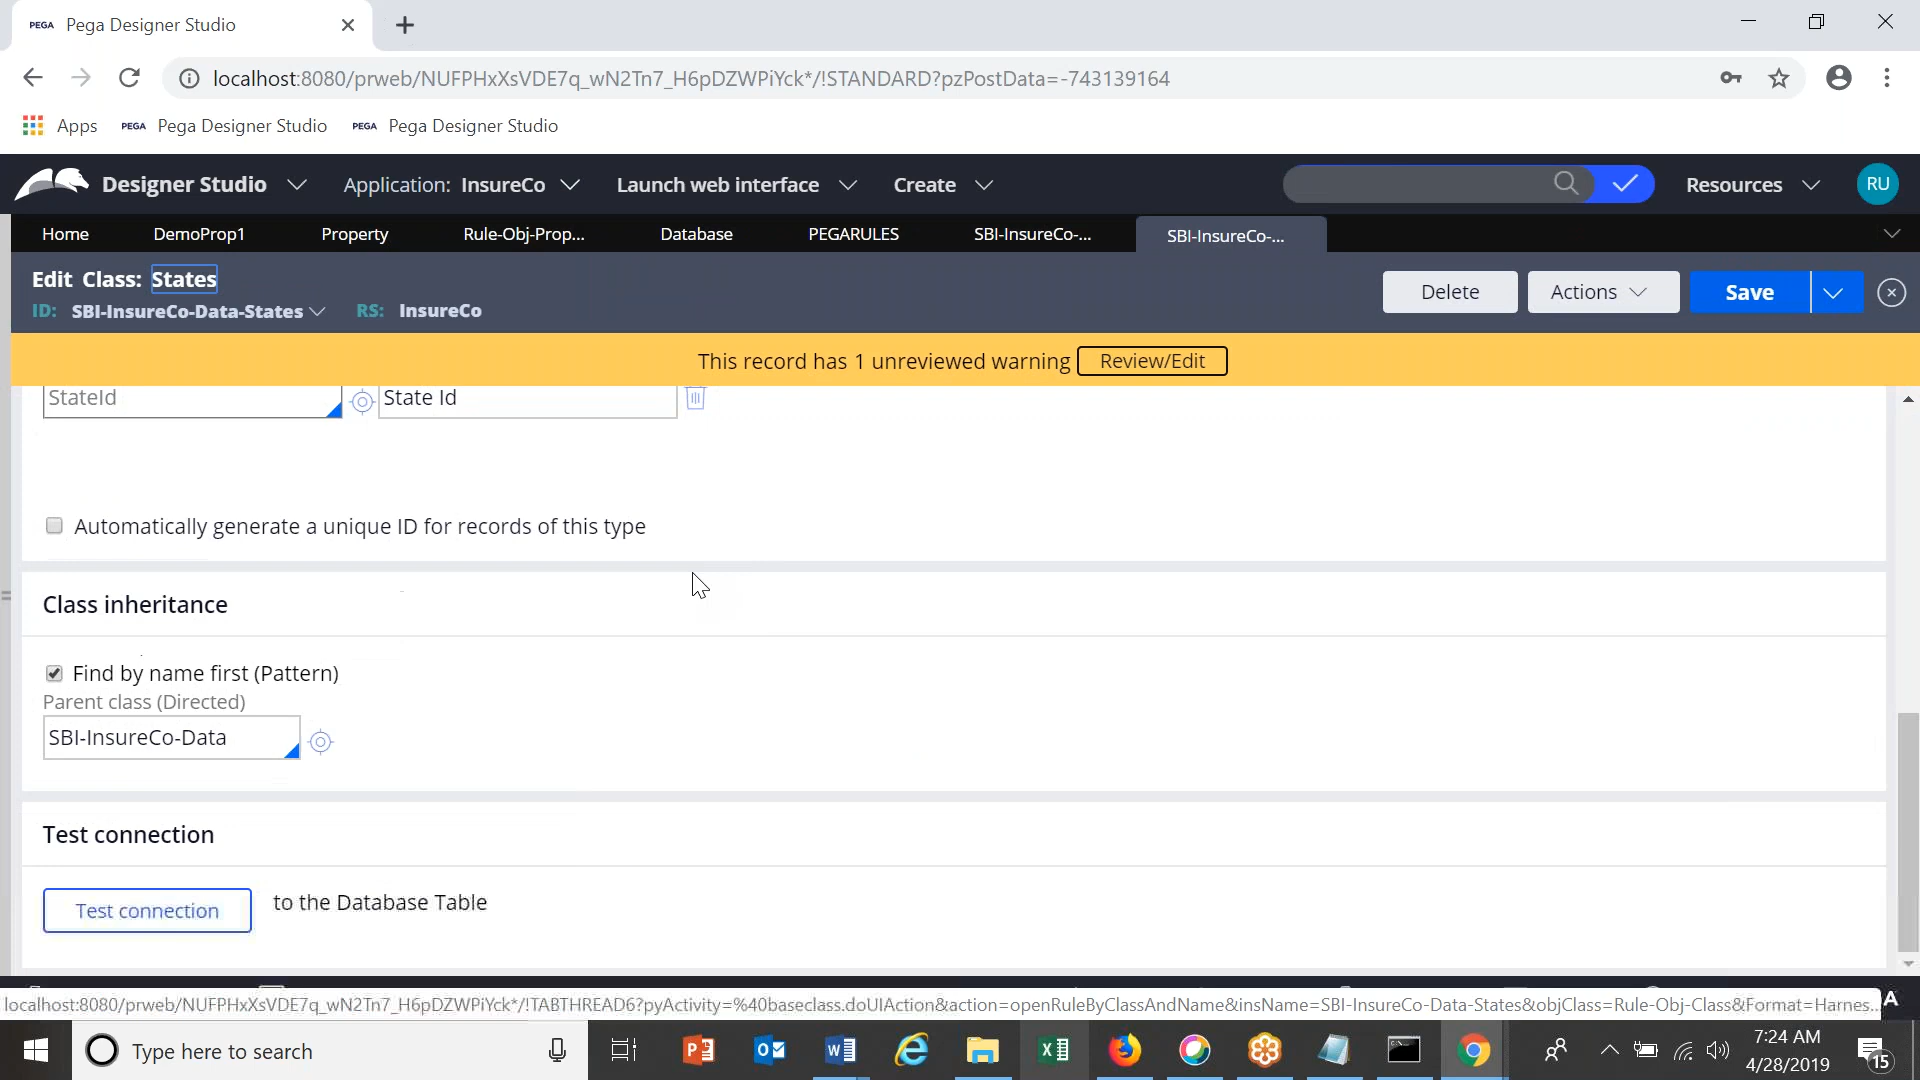 PEGA Pega Designer Studio
localhost:8080/prweb/NUFPHxXsVDE7q_wN2Tn7_H6pDZWPiYck*/!STANDARD?pzPostData=-743139164
Apps PEGA Pega Designer Studio PEGA Pega Designer Studio
Designer Studio Application: InsureCo Launch web interface Create Resources RU
Home DemoProp1 Property Rule-Obj-Prop... Database PEGARULES SBI-InsureCo-... SBI-InsureCo-...
Edit Class: States
ID: SBI-InsureCo-Data-States RS: InsureCo
Delete Actions Save
This record has 1 unreviewed warning Review/Edit
StateId State Id
Automatically generate a unique ID for records of this type
Class inheritance
Find by name first (Pattern)
Parent class (Directed)
SBI-InsureCo-Data
Test connection
Test connection to the Database Table
localhost:8080/prweb/NUFPHxXsVDE7q_wN2Tn7_H6pDZWPiYck*/!TABTHREAD6?pyActivity=%40baseclass.doUIAction&action=openRuleByClassAndName&insName=SBI-InsureCo-Data-States&objClass=Rule-Obj-Class&Format=Harnes... A
Type here to search
7:24 AM
4/28/2019
15